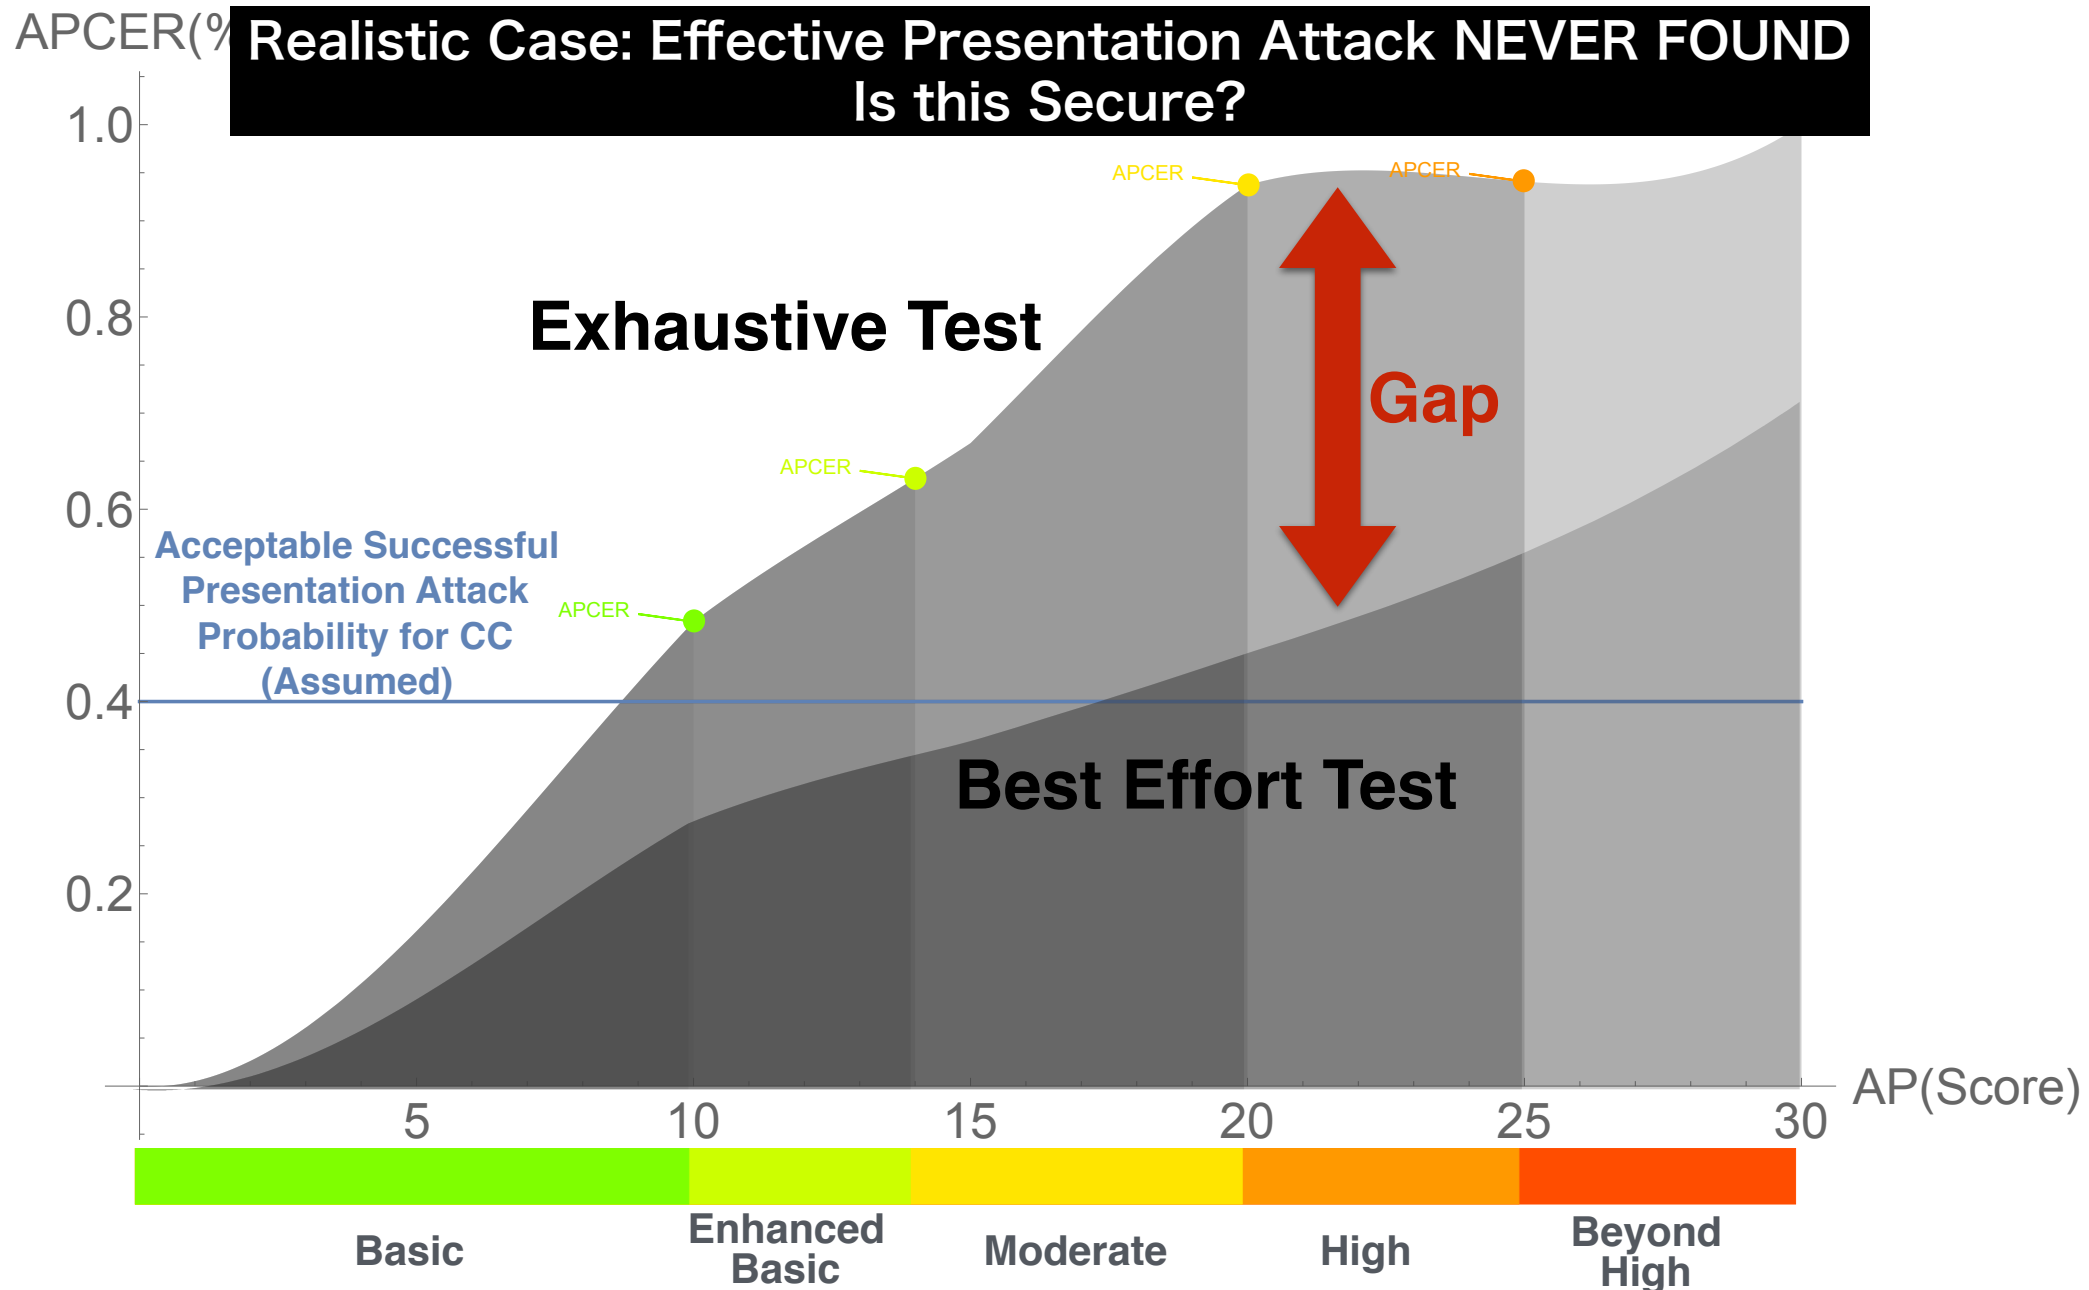 APCER(%
Realistic Case: Effective Presentation Attack NEVER FOUND
Is this Secure?
1.0
0.8
0.6
0.4
0.2
APCER
APCER
APCER
APCER
Exhaustive Test
Gap
Acceptable Successful
Presentation Attack
Probability for CC
(Assumed)
Best Effort Test
AP(Score)
5
10
15
20
25
30
Basic
Enhanced
Basic
Moderate
High
Beyond
High